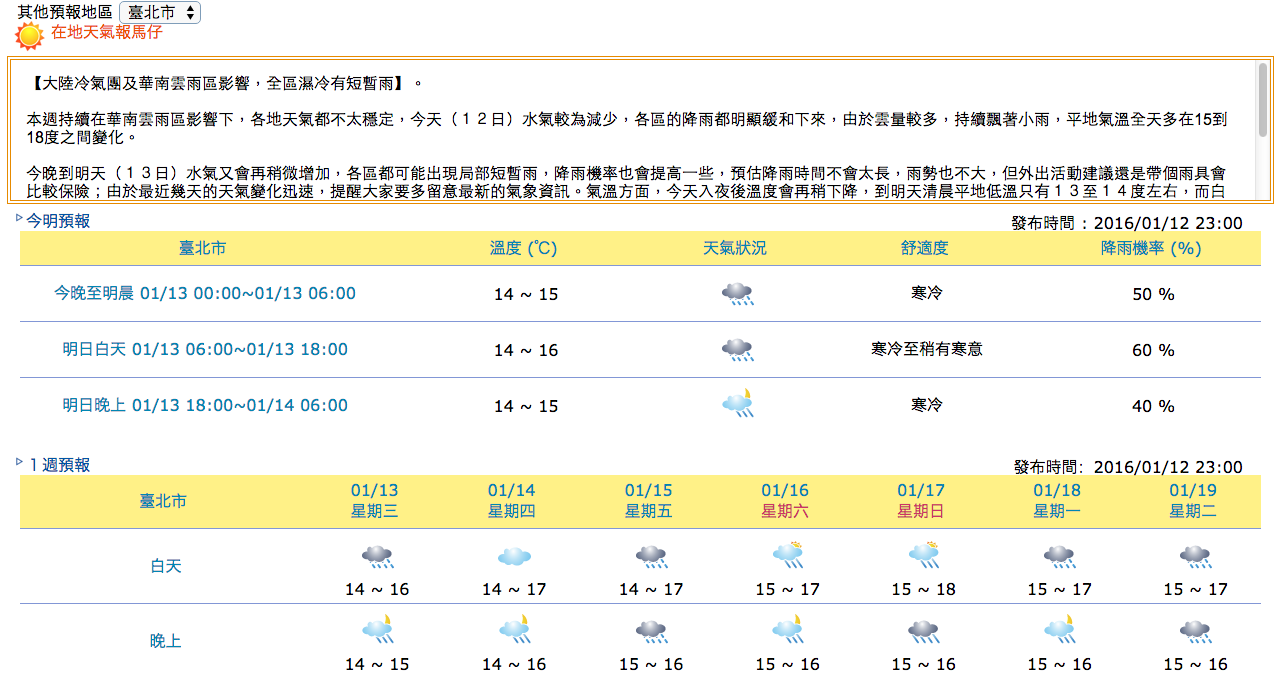 其他預報地區 臺北市
在地天氣報馬仔
【大陸冷氣團及華南雲雨區影響，全區濕冷有短暫雨】。
本週持續在華南雲雨區影響下，各地天氣都不太穩定，今天（１２日）水氣較為減少，各區的降雨都明顯緩和下來，由於雲量較多，持續飄著小雨，平地氣溫全天多在15到
18度之間變化。
今晚到明天（１３日）水氣又會再稍微增加，各區都可能出現局部短暫雨，降雨機率也會提高一些，預估降雨時間不會太長，雨勢也不大，但外出活動建議還是帶個雨具會
比較保險；由於最近幾天的天氣變化迅速，提醒大家要多留意最新的氣象資訊。氣溫方面，今天入夜後溫度會再稍下降，到明天清晨平地低溫只有１３至１４度左右，而白
今明預報 發布時間：2016/01/12 23:00
臺北市 溫度 (℃) 天氣狀況 舒適度 降雨機率 (%)
今晚至明晨 01/13 00:00~01/13 06:00 14 ~ 15 寒冷 50 %
明日白天 01/13 06:00~01/13 18:00 14 ~ 16 寒冷至稍有寒意 60 %
明日晚上 01/13 18:00~01/14 06:00 14 ~ 15 寒冷 40 %
１週預報 發布時間: 2016/01/12 23:00
臺北市 01/13 01/14 01/15 01/16 01/17 01/18 01/19
星期三 星期四 星期五 星期六 星期日 星期一 星期二
白天 14 ~ 16 14 ~ 17 14 ~ 17 15 ~ 17 15 ~ 18 15 ~ 17 15 ~ 17
晚上 14 ~ 15 14 ~ 16 15 ~ 16 15 ~ 16 15 ~ 16 15 ~ 16 15 ~ 16